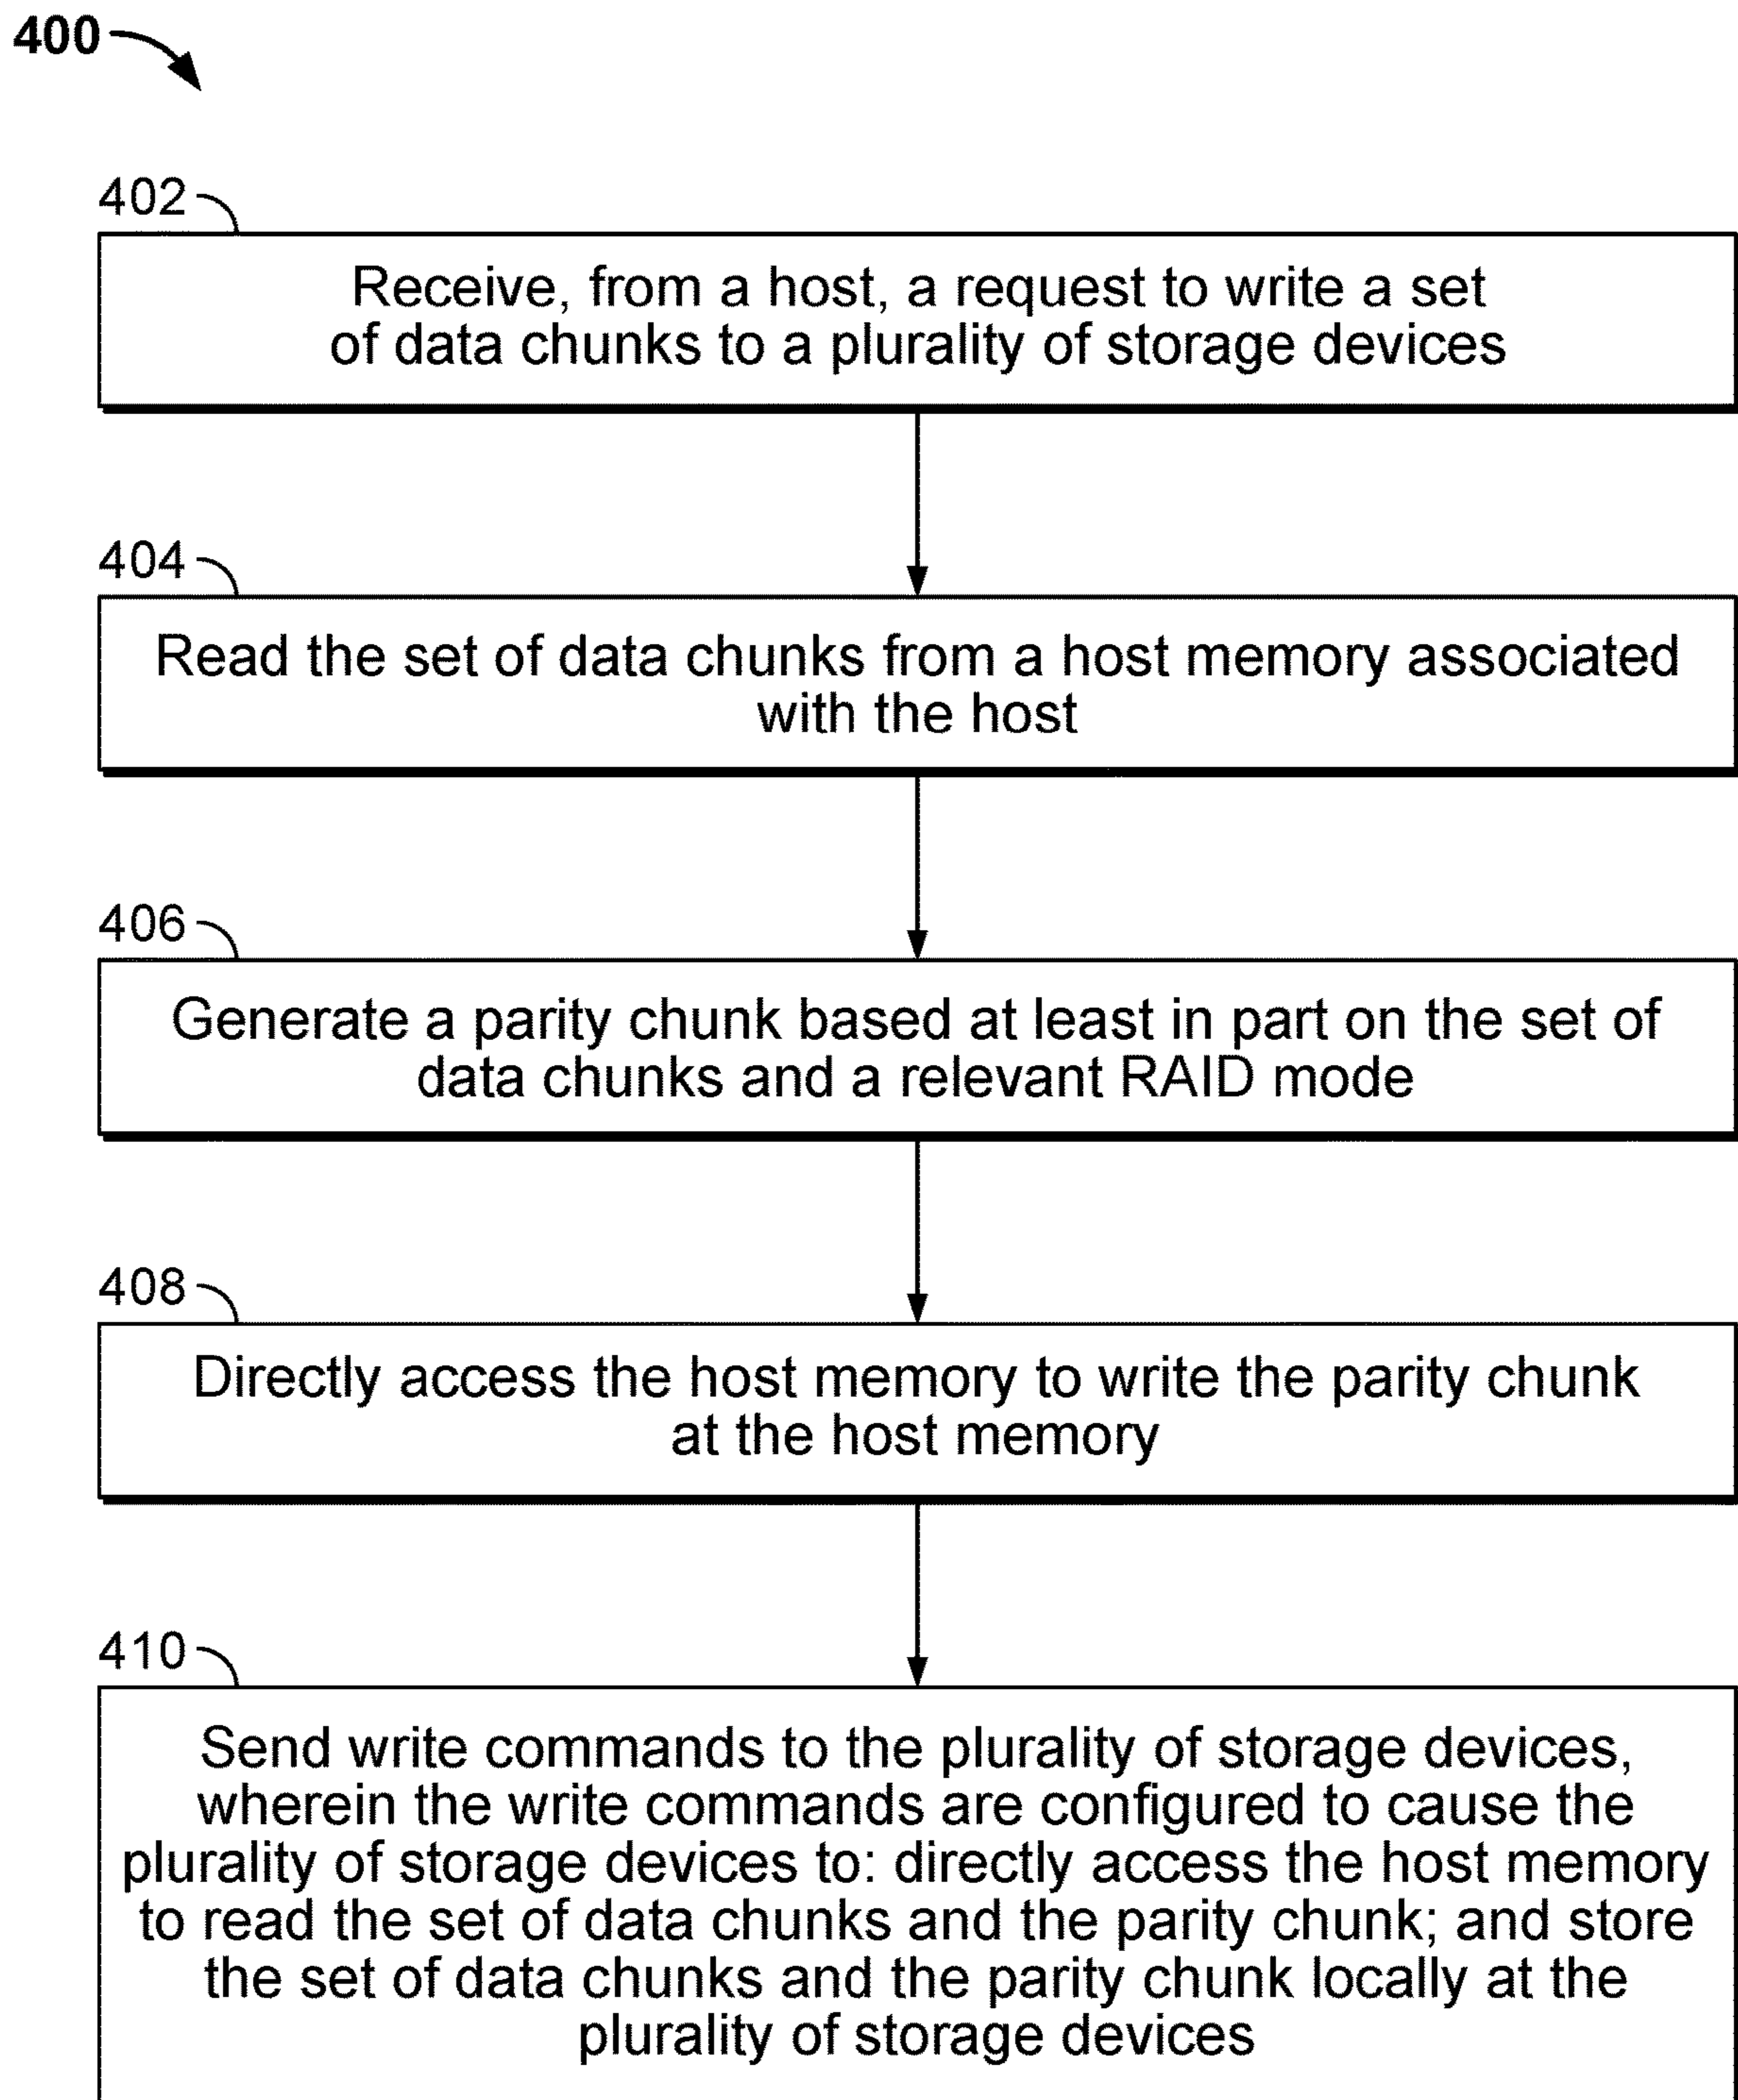 400
402
Receive, from a host, a request to write a set
of data chunks to a plurality of storage devices
404
Read the set of data chunks from a host memory associated
with the host
406
Generate a parity chunk based at least in part on the set of
data chunks and a relevant RAID mode
408
Directly access the host memory to write the parity chunk
at the host memory
410
Send write commands to the plurality of storage devices,
wherein the write commands are configured to cause the
plurality of storage devices to: directly access the host memory
to read the set of data chunks and the parity chunk; and store
the set of data chunks and the parity chunk locally at the
plurality of storage devices